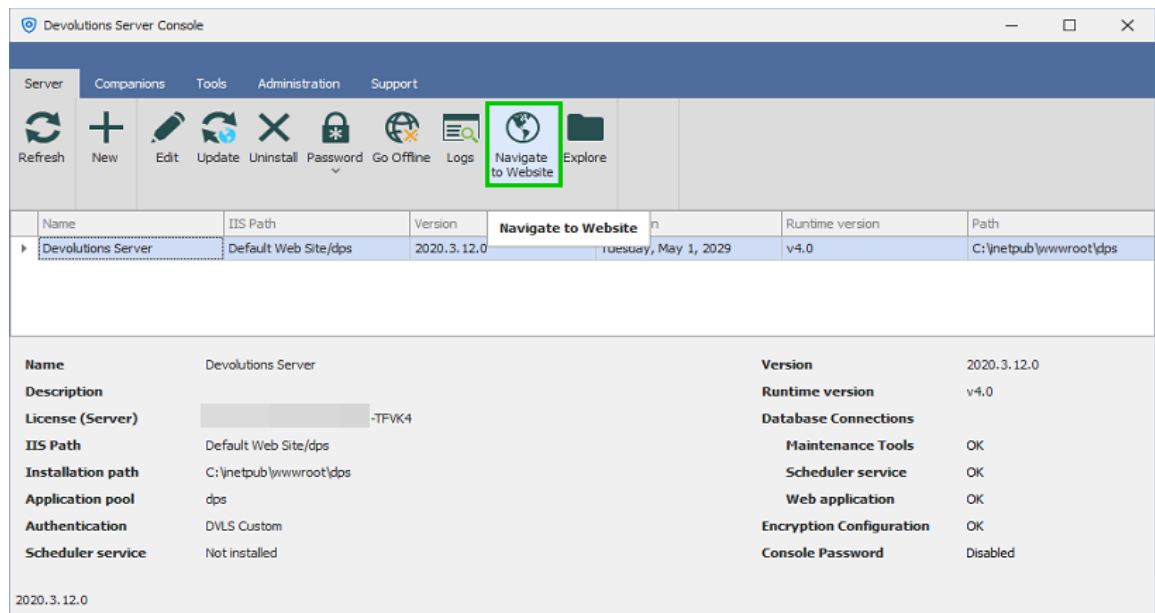 Devolutions Server Console
Server Companions Tools Administration Support
Refresh New Edit Update Uninstall Password Go Offline Logs Navigate to Website Explore
Name IIS Path Version n Runtime version Path
Navigate to Website
Devolutions Server Default Web Site/dps 2020.3.12.0 Tuesday, May 1, 2029 v4.0 C:\inetpub\wwwroot\dps
Name Devolutions Server Version 2020.3.12.0
Description Runtime version v4.0
License (Server) -TFVK4 Database Connections
IIS Path Default Web Site/dps Maintenance Tools OK
Installation path C:\inetpub\wwwroot\dps Scheduler service OK
Application pool dps Web application OK
Authentication DVLS Custom Encryption Configuration OK
Scheduler service Not installed Console Password Disabled
2020.3.12.0